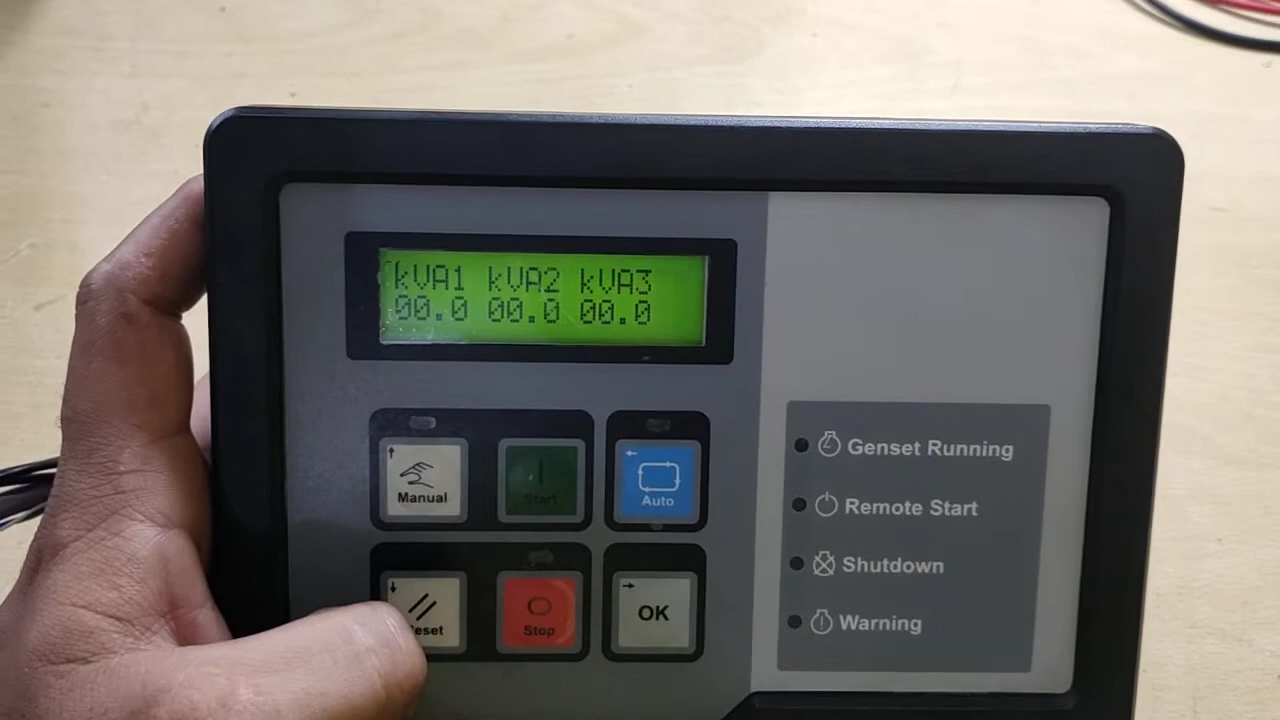 kVA1 kVA2 kVA3
00.0 00.0 00.0
Manual
Start
Auto
Stop
OK
Genset Running
Remote Start
Shutdown
Warning